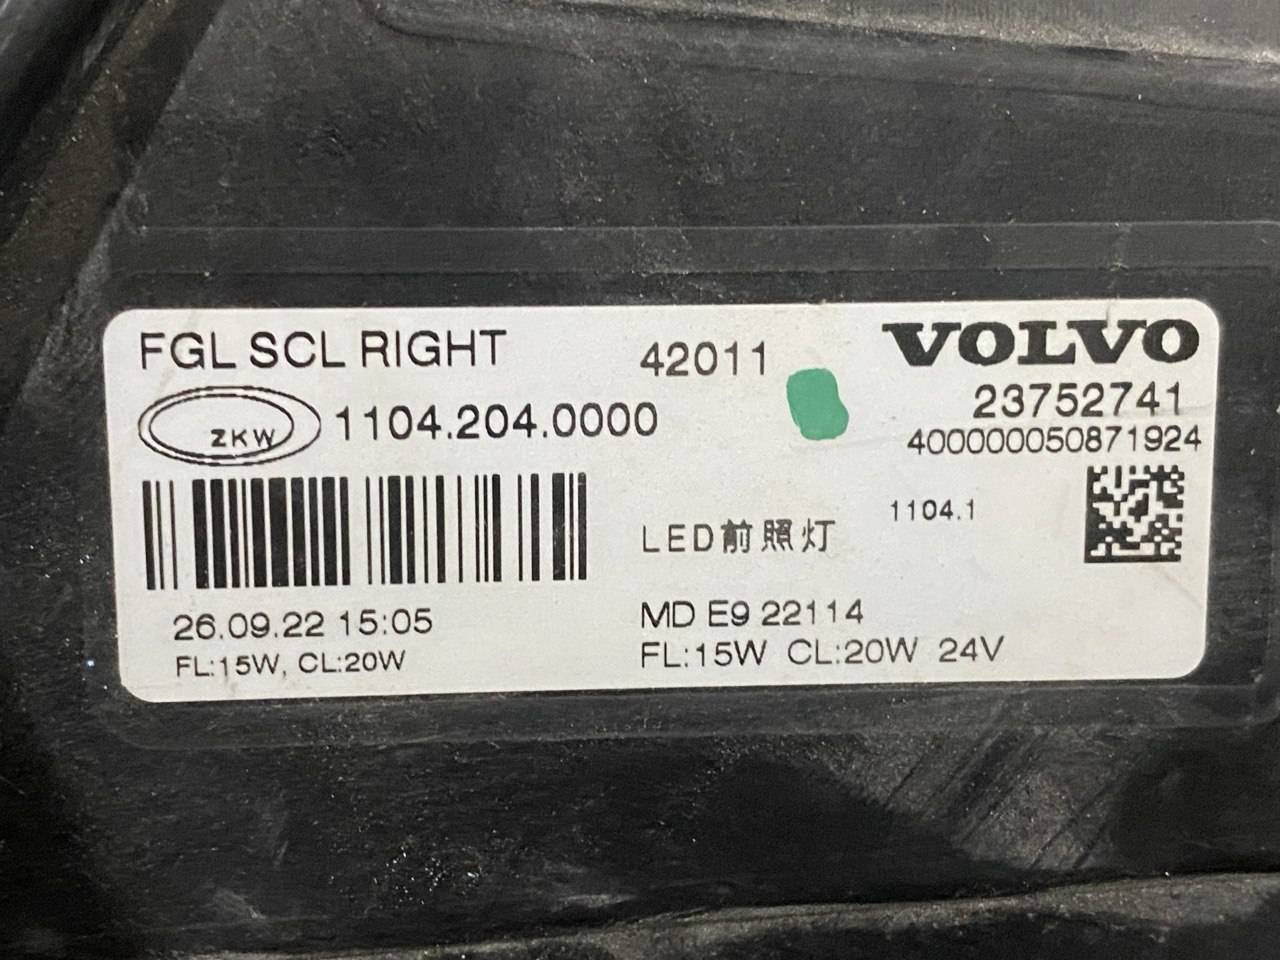 FGL SCL RIGHT
42011
VOLVO
ZKW
1104.204.0000
23752741
400000050871924
LED前照灯
1104.1
26.09.22 15:05
FL:15W, CL:20W
MD E9 22114
FL:15W CL:20W 24V